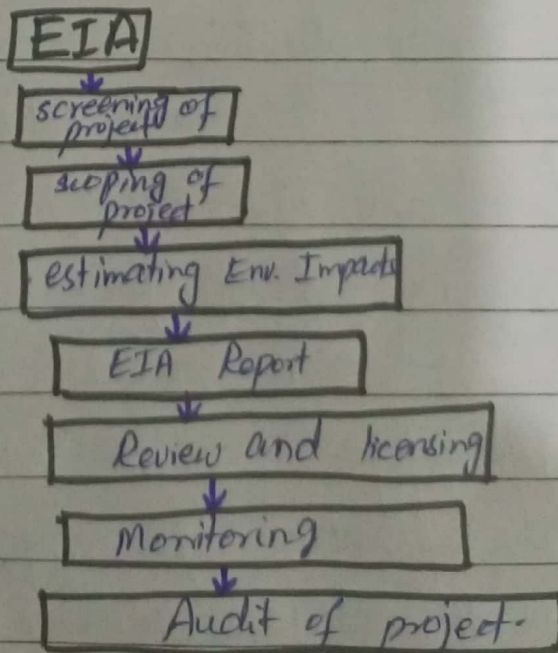 EIA
screening of
project
scoping of
project
estimating Env. Impacts
EIA Report
Review and licensing
Monitoring
Audit of project.